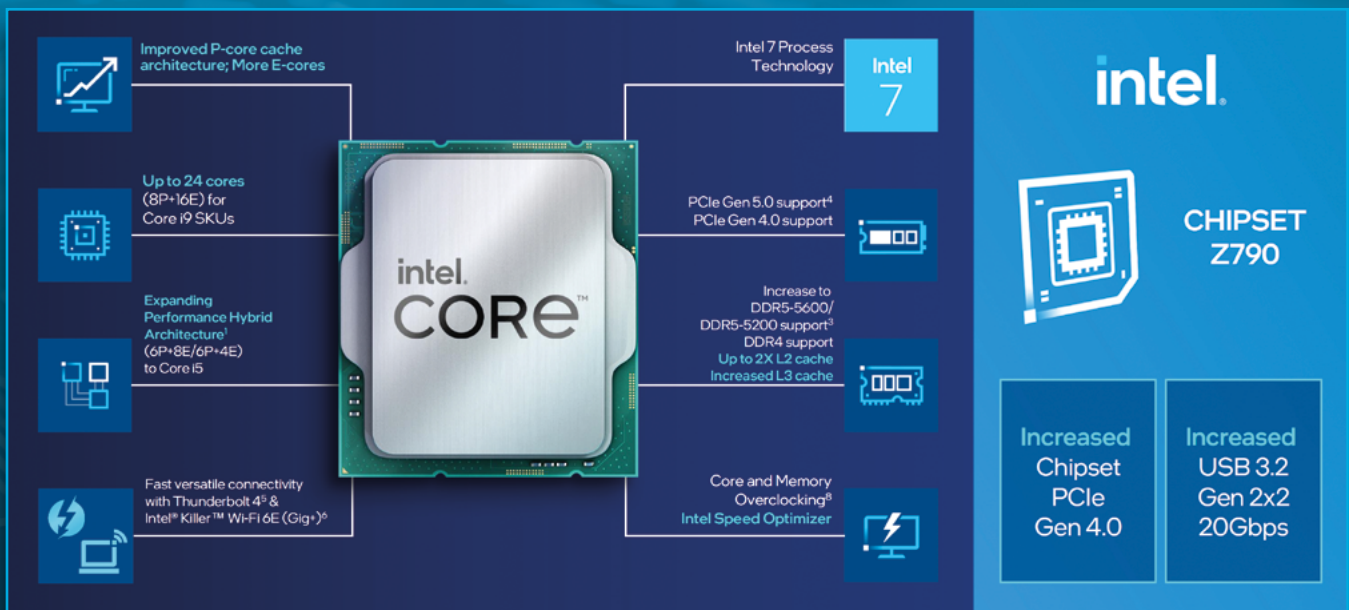 Improved P-core cache
architecture; More E-cores
Up to 24 cores
(8P+16E) for
Core i9 SKUs
Expanding
Performance Hybrid
Architecture¹
(6P+8E/6P+4E)
to Core i5
Fast versatile connectivity
with Thunderbolt 4⁵ &
Intel® Killer™ Wi-Fi 6E (Gig+)⁶
intel.
CORE™
Intel 7 Process
Technology
Intel
7
PCIe Gen 5.0 support⁴
PCIe Gen 4.0 support
Increase to
DDR5-5600/
DDR5-5200 support³
DDR4 support
Up to 2X L2 cache
Increased L3 cache
Core and Memory
Overclocking⁸
Intel Speed Optimizer
intel.
CHIPSET
Z790
Increased
Chipset
PCIe
Gen 4.0
Increased
USB 3.2
Gen 2x2
20Gbps